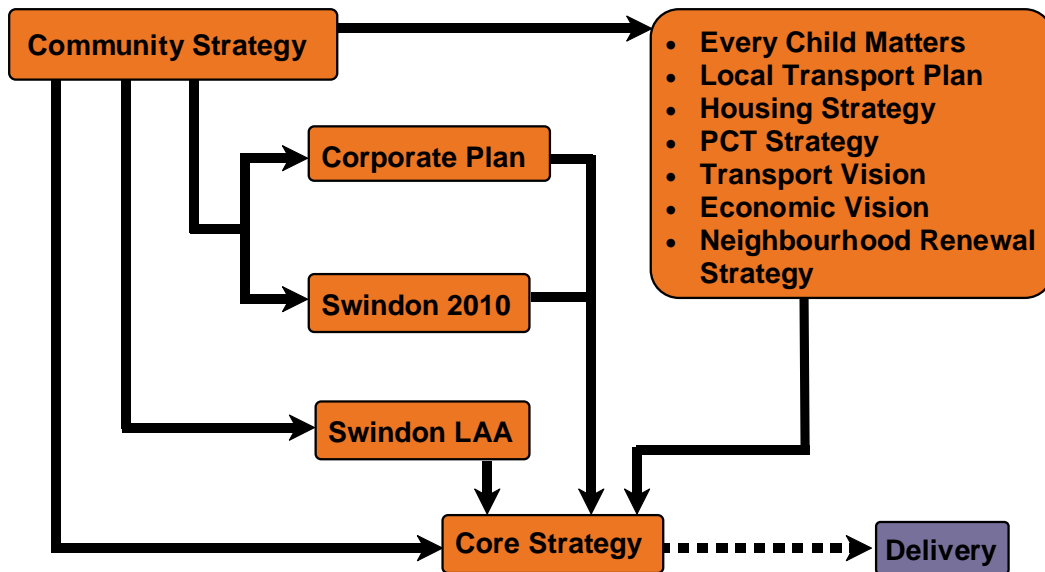 Community Strategy
• Every Child Matters
• Local Transport Plan
• Housing Strategy
• PCT Strategy
• Transport Vision
• Economic Vision
• Neighbourhood Renewal
Strategy
Corporate Plan
Swindon 2010
Swindon LAA
Core Strategy
Delivery